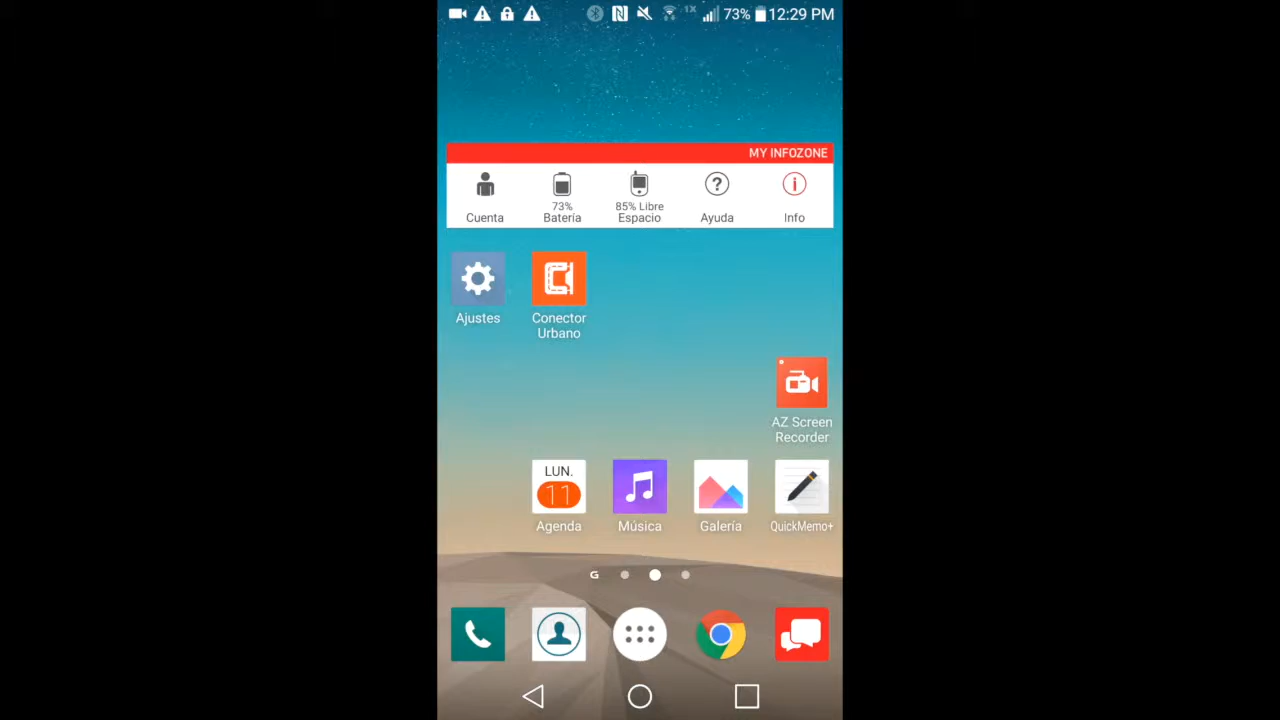 1X 73% 12:29 PM
MY INFOZONE
73% 85% Libre
Cuenta Batería Espacio Ayuda Info
Ajustes Conector
Urbano
AZ Screen
Recorder
LUN.
11
Agenda Música Galería QuickMemo+
G